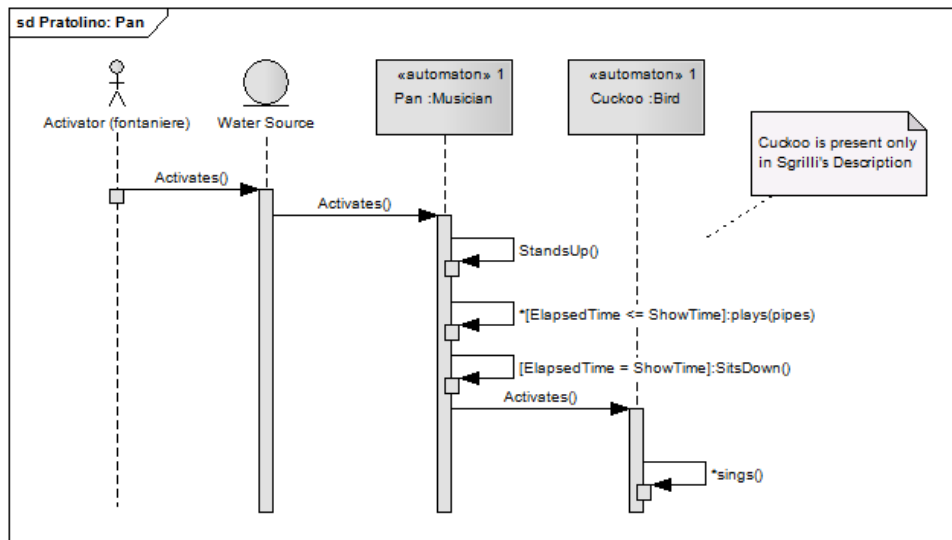 sd Pratolino: Pan
Activator (fontaniere)
Water Source
«automaton» 1
Pan :Musician
«automaton» 1
Cuckoo :Bird
Cuckoo is present only
in Sgrilli's Description
Activates()
Activates()
StandsUp()
*[ElapsedTime <= ShowTime]:plays(pipes)
[ElapsedTime = ShowTime]:SitsDown()
Activates()
*sings()